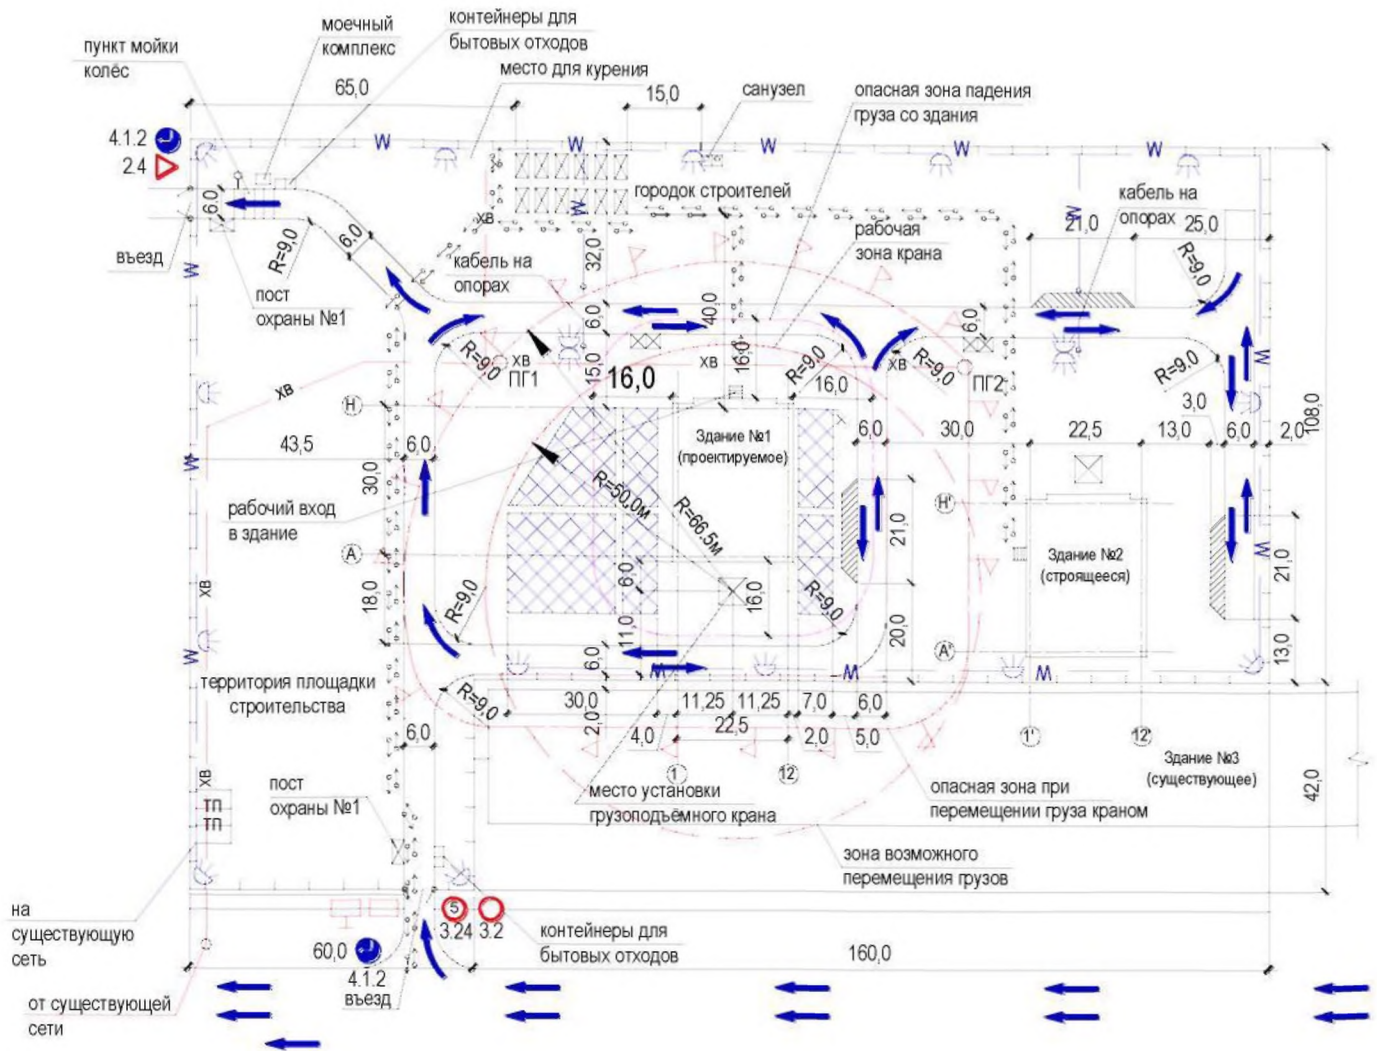 моечный
комплекс
контейнеры для
бытовых отходов
пункт мойки
колёс
место для курения
65,0
15,0
санузел
опасная зона падения
груза со здания
4.1.2
2.4
W
W
W
W
W
6,0
ХВ
городок строителей
W
кабель на
опорах
W
21,0
25,0
въезд
R=9,0
6,0
32,0
рабочая
зона крана
W
кабель на
опорах
R=9,0
пост
охраны №1
6,0
40,0
6,0
R=9,0
ХВ
ПГ1
15,0
16,0
ХВ
16,0
R=9,0
16,0
ХВ
R=9,0
ПГ2
R=9,0
W
ХВ
Н
3,0
108,0
43,5
6,0
Здание №1
(проектируемое)
6,0
30,0
22,5
13,0
6,0
2,0
W
30,0
R=50,0м
R=66.5м
рабочий вход
в здание
Н'
21,0
А
Здание №2
(строящееся)
W
21,0
ХВ
18,0
R=9,0
6,0
16,0
R=9,0
11,0
20,0
W
6,0
W
W
А'
W
13,0
территория площадки
строительства
R=9,0
30,0
2,0
11,25
11,25
7,0
6,0
6,0
4,0
22,5
2,0
5,0
1'
12'
Здание №3
(существующее)
ХВ
1
12
пост
охраны №1
место установки
грузоподъёмного крана
опасная зона при
перемещении груза краном
42,0
ТП
ТП
зона возможного
перемещения грузов
на
существующую
сеть
5
3.24
3.2
контейнеры для
бытовых отходов
60,0
160,0
4.1.2
въезд
от существующей
сети